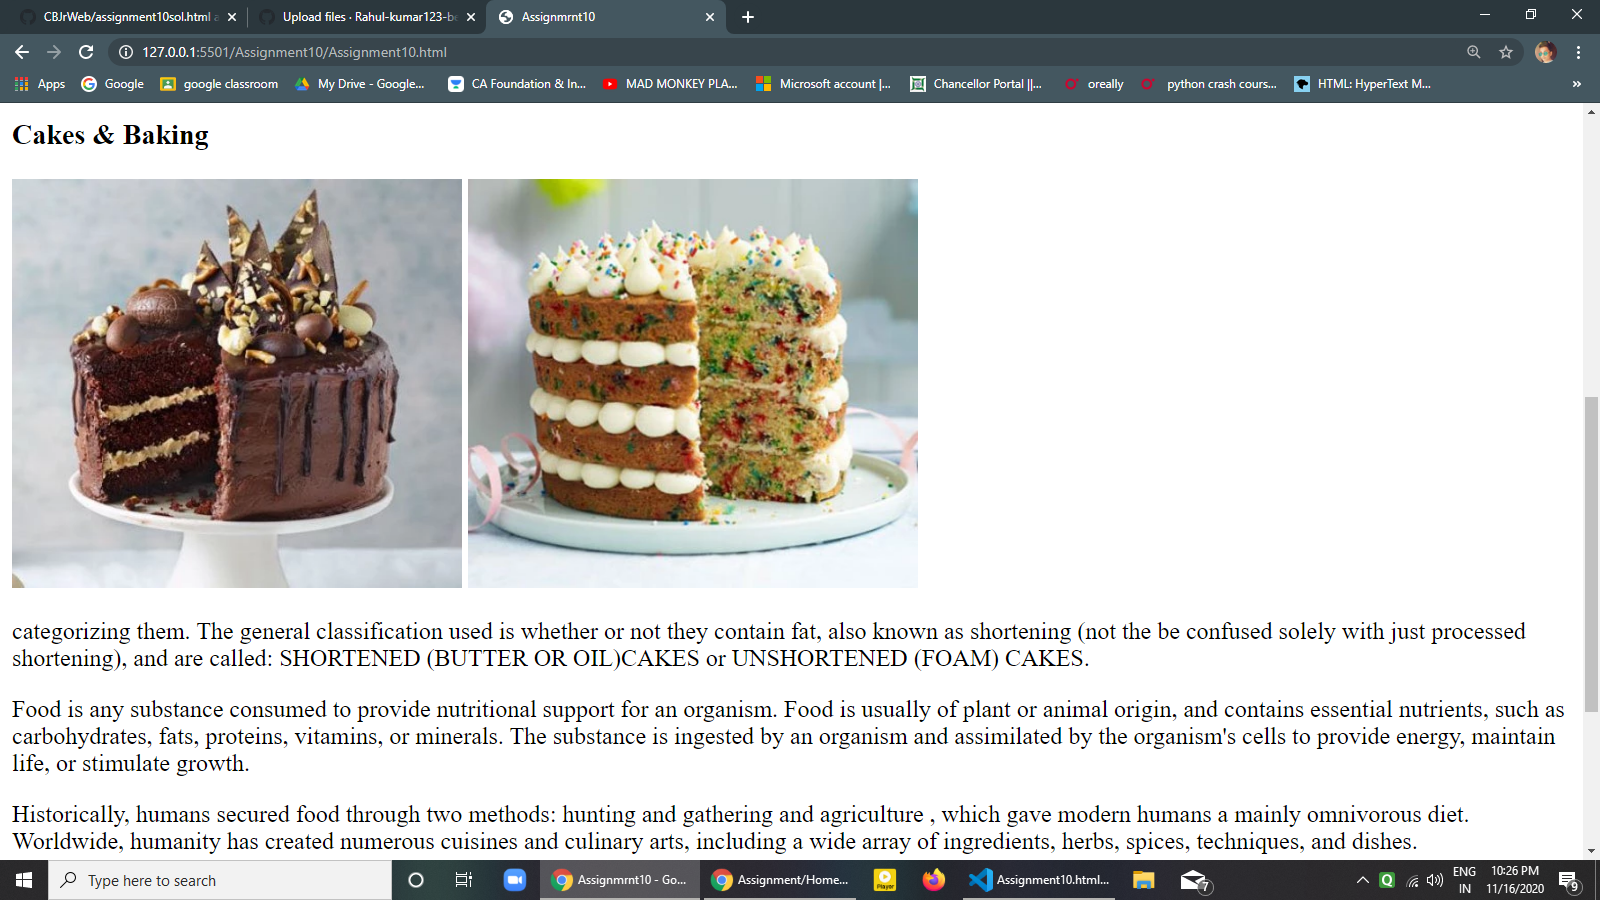 CBJrWeb/assignment10sol.html a
Upload files · Rahul-kumar123-be
Assignmrnt10
127.0.0.1:5501/Assignment10/Assignment10.html
Apps
Google
google classroom
My Drive - Google...
CA Foundation & In...
MAD MONKEY PLA...
Microsoft account |...
Chancellor Portal ||...
oreally
python crash cours...
HTML: HyperText M...
»
Cakes & Baking
categorizing them. The general classification used is whether or not they contain fat, also known as shortening (not the be confused solely with just processed
shortening), and are called: SHORTENED (BUTTER OR OIL)CAKES or UNSHORTENED (FOAM) CAKES.
Food is any substance consumed to provide nutritional support for an organism. Food is usually of plant or animal origin, and contains essential nutrients, such as
carbohydrates, fats, proteins, vitamins, or minerals. The substance is ingested by an organism and assimilated by the organism's cells to provide energy, maintain
life, or stimulate growth.
Historically, humans secured food through two methods: hunting and gathering and agriculture , which gave modern humans a mainly omnivorous diet.
Worldwide, humanity has created numerous cuisines and culinary arts, including a wide array of ingredients, herbs, spices, techniques, and dishes.
Type here to search
Assignmrnt10 - Go...
Assignment/Home...
Player
Assignment10.html...
7
Q
ENG
IN
10:26 PM
11/16/2020
9